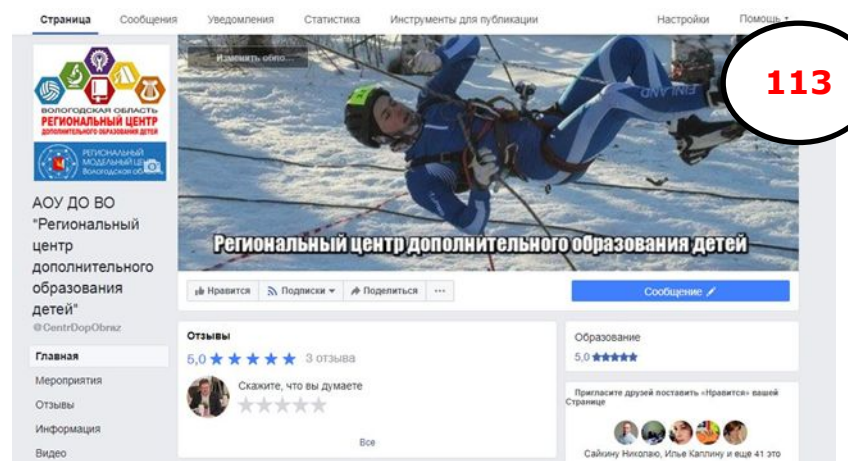 Страница Сообщения Уведомления Статистика Инструменты для публикации Настройки Помощь
Изменить обло...
113
FINLAND
ВОЛОГОДСКАЯ ОБЛАСТЬ
РЕГИОНАЛЬНЫЙ ЦЕНТР
ДОПОЛНИТЕЛЬНОГО ОБРАЗОВАНИЯ ДЕТЕЙ
РЕГИОНАЛЬНЫЙ
МОДЕЛЬНЫЙ
Вологодская
АОУ ДО ВО
"Региональный
центр
дополнительного
образования
детей"
@CentrDopObraz
Региональный центр дополнительного образования детей
Нравится Подписки Поделиться ...
Сообщение
Главная
Мероприятия
Отзывы
Информация
Видео
Отзывы
5,0 ★★★★★ 3 отзыва
Скажите, что вы думаете
Все
Образование
5,0 ★★★★★
Пригласите друзей поставить «Нравится» вашей
Странице
Сайкину Николаю, Илье Каплину и еще 41 это